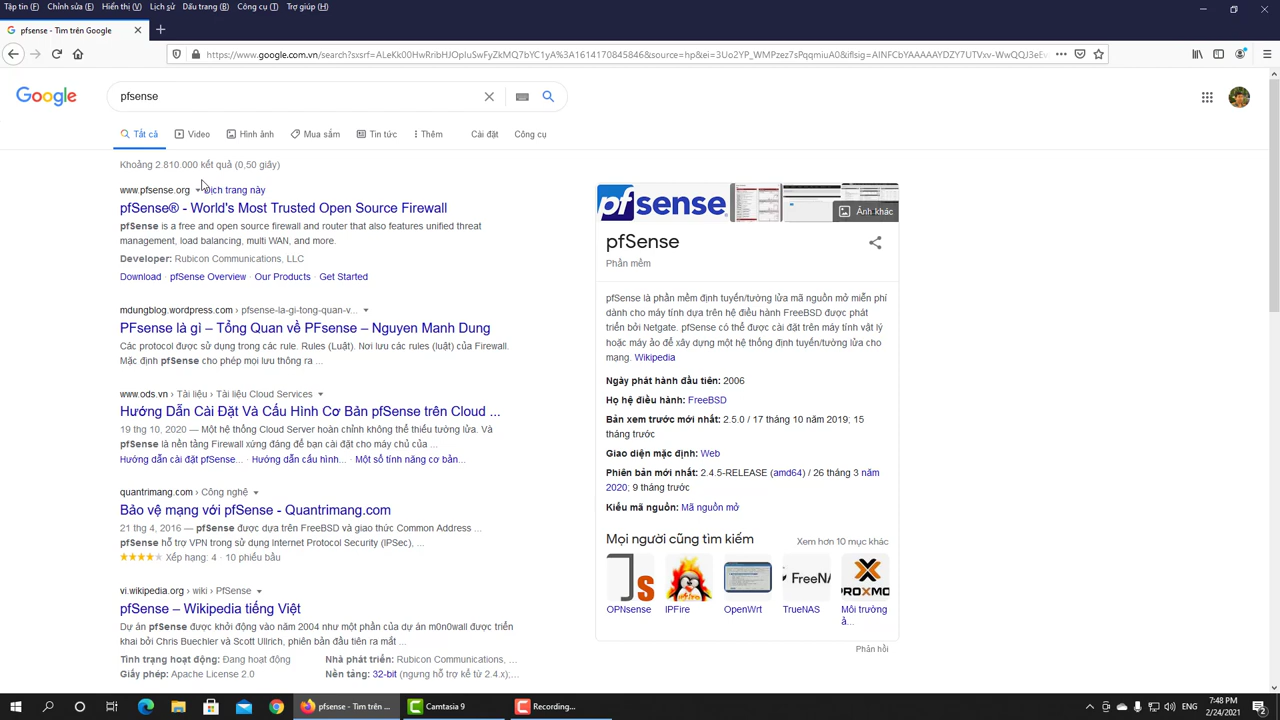 Tập tin (F) Chỉnh sửa (E) Hiển thị (V) Lịch sử Dấu trang (B) Công cụ (T) Trợ giúp (H)
pfsense - Tìm trên Google
pfsense
Google
Tất cả Video Hình ảnh Mua sắm Tin tức Thêm Cài đặt Công cụ
Khoảng 2.810.000 kết quả (0,50 giây)
www.pfsense.org Dịch trang này
pfSense® - World's Most Trusted Open Source Firewall
pfSense is a free and open source firewall and router that also features unified threat
management, load balancing, multi WAN, and more.
Developer: Rubicon Communications, LLC
Download · pfSense Overview · Our Products · Get Started
mdungblog.wordpress.com › pfsense-la-gi-tong-quan-v...
PFsense là gì – Tổng Quan về PFsense – Nguyen Manh Dung
Các protocol được sử dụng trong các rule. Rules (Luật). Nơi lưu các rules (luật) của Firewall.
Mặc định pfSense cho phép mọi lưu thông ra ...
www.ods.vn › Tài liệu › Tài liệu Cloud Services
Hướng Dẫn Cài Đặt Và Cấu Hình Cơ Bản pfSense trên Cloud ...
19 thg 10, 2020 — Một hệ thống Cloud Server hoàn chỉnh không thể thiếu tường lửa. Và
pfSense là nền tảng Firewall xứng đáng để bạn cài đặt cho máy chủ của ...
Hướng dẫn cài đặt pfSense... · Hướng dẫn cấu hình... · Một số tính năng cơ bản...
quantrimang.com › Công nghệ
Bảo vệ mạng với pfSense - Quantrimang.com
21 thg 4, 2016 — pfSense được dựa trên FreeBSD và giao thức Common Address ...
pfSense hỗ trợ VPN trong sử dụng Internet Protocol Security (IPSec), ...
Xếp hạng: 4 · 10 phiếu bầu
vi.wikipedia.org › wiki › PfSense
pfSense – Wikipedia tiếng Việt
Dự án pfSense được khởi động vào năm 2004 như một phần của dự án m0n0wall được triển
khai bởi Chris Buechler và Scott Ullrich, phiên bản đầu tiên ra mắt ...
Tình trạng hoạt động: Đang hoạt động Nhà phát triển: Rubicon Communications, ...
Giấy phép: Apache License 2.0 Nền tảng: 32-bit (ngưng hỗ trợ kể từ 2.4.x);...
pfsense
Ảnh khác
pfSense
Phần mềm
pfSense là phần mềm định tuyến/tường lửa mã nguồn mở miễn phí
dành cho máy tính dựa trên hệ điều hành FreeBSD được phát
triển bởi Netgate. pfSense có thể được cài đặt trên máy tính vật lý
hoặc máy ảo để xây dựng một hệ thống định tuyến/tường lửa cho
mạng. Wikipedia
Ngày phát hành đầu tiên: 2006
Họ hệ điều hành: FreeBSD
Bản xem trước mới nhất: 2.5.0 / 17 tháng 10 năm 2019; 15
tháng trước
Giao diện mặc định: Web
Phiên bản mới nhất: 2.4.5-RELEASE (amd64) / 26 tháng 3 năm
2020; 9 tháng trước
Kiểu mã nguồn: Mã nguồn mở
Mọi người cũng tìm kiếm Xem hơn 10 mục khác
FreeNA
PROXMO
OPNsense IPFire OpenWrt TrueNAS Môi trường
ả...
Phản hồi
pfsense - Tìm trên ... Camtasia 9 Recording...
ENG
7:48 PM
2/24/2021